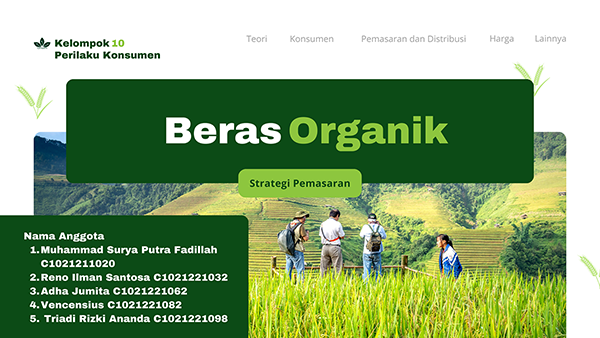 Kelompok 10
Perilaku Konsumen
Teori Konsumen Pemasaran dan Distribusi Harga Lainnya
Beras Organik
Strategi Pemasaran
Nama Anggota
1. Muhammad Surya Putra Fadillah
C1021211020
2. Reno Ilman Santosa C1021221032
3. Adha Jumita C1021221062
4. Vencensius C1021221082
5. Triadi Rizki Ananda C1021221098